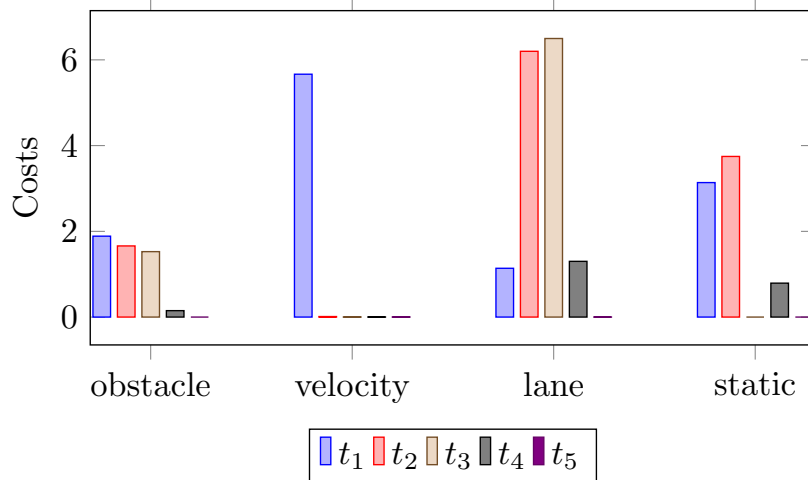 6
4
2
0
Costs
obstacle velocity lane static
t₁ t₂ t₃ t₄ t₅